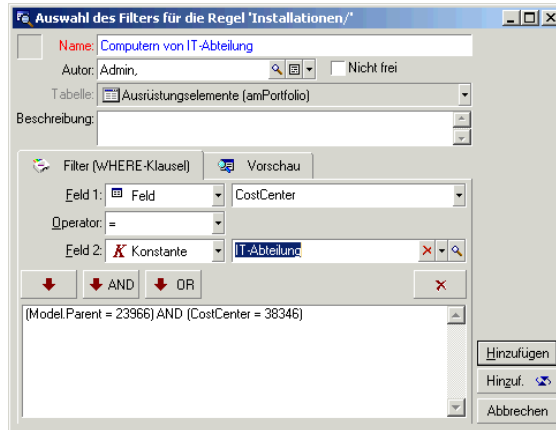 Auswahl des Filters für die Regel 'Installationen/'
Name: Computern von IT-Abteilung
Autor: Admin, Nicht frei
Tabelle: Ausrüstungselemente (amPortfolio)
Beschreibung:
Filter (WHERE-Klausel) Vorschau
Feld 1: Feld CostCenter
Operator: =
Feld 2: K Konstante IT-Abteilung
AND OR
(Model.Parent = 23966) AND (CostCenter = 38346)
Hinzufügen
Hinzuf.
Abbrechen